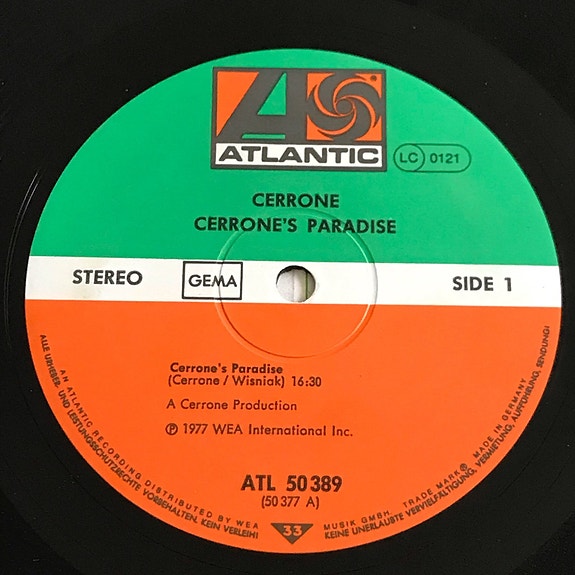 ATLANTIC
LC 0121
CERRONE
CERRONE'S PARADISE
STEREO GEMA SIDE 1
Cerrone's Paradise
(Cerrone / Wisniak) 16:30
A Cerrone Production
℗ 1977 WEA International Inc.
ATL 50 389
(50 377 A)
33
AN ATLANTIC RECORDING DISTRIBUTED BY WEA MUSIK GMBH. TRADE MARK ®. MADE IN GERMANY
ALLE URHEBER- UND LEISTUNGSSCHUTZRECHTE VORBEHALTEN. KEIN VERLEIH! KEINE UNERLAUBTE VERVIELFÄLTIGUNG, VERMIETUNG, AUFFÜHRUNG, SENDUNG!